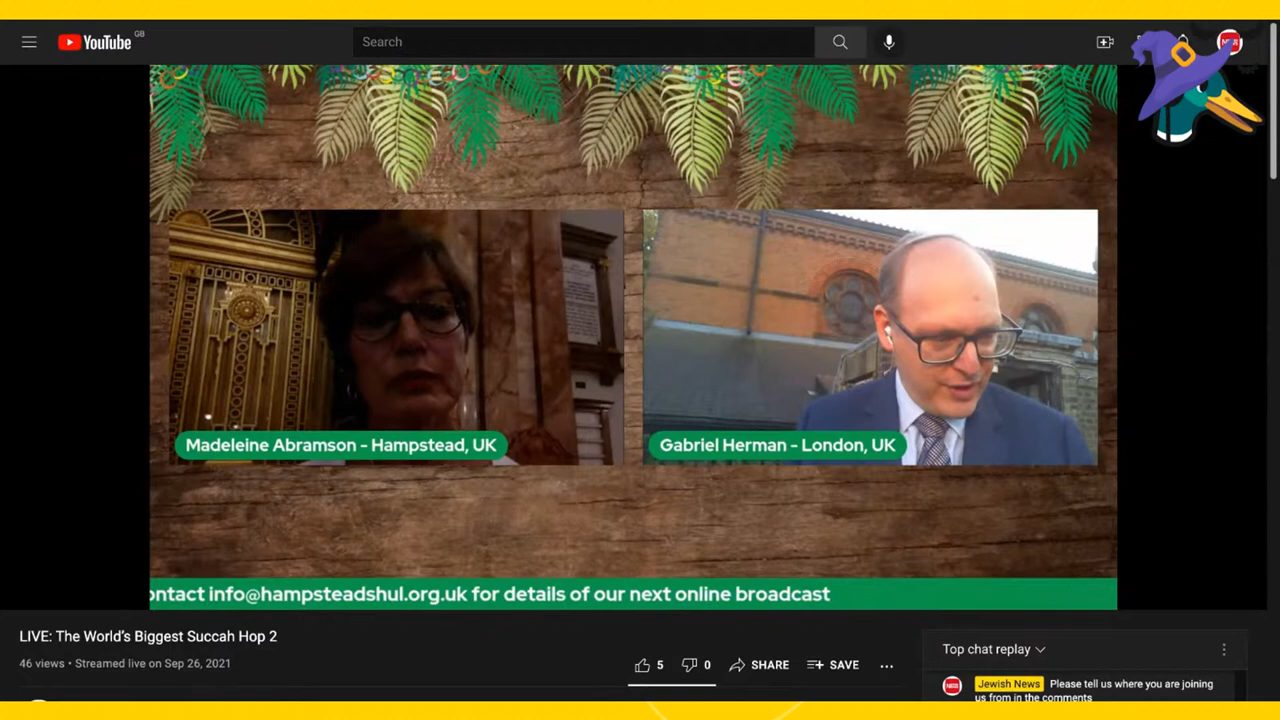 YouTube GB
Search
Madeleine Abramson - Hampstead, UK
Gabriel Herman - London, UK
ontact info@hampsteadshul.org.uk for details of our next online broadcast
LIVE: The World's Biggest Succah Hop 2
46 views • Streamed live on Sep 26, 2021
5
0
SHARE
SAVE
Top chat replay
Jewish News Please tell us where you are joining
us from in the comments